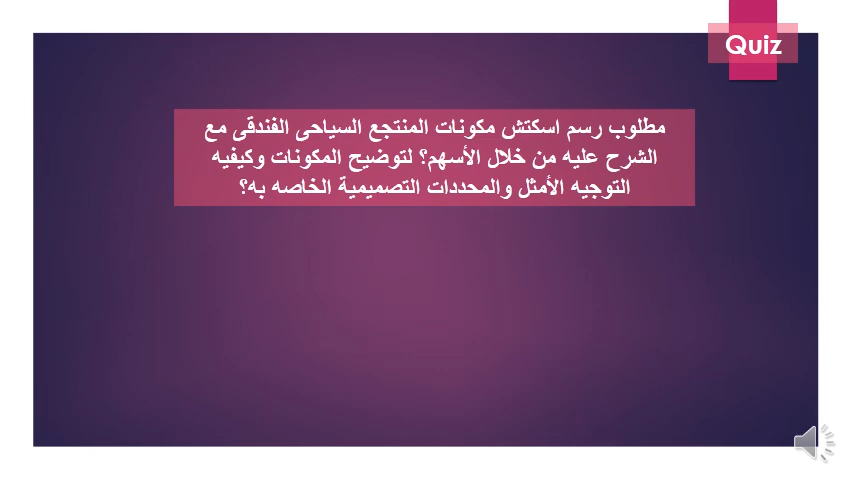 Quiz
مطلوب رسم اسكتش مكونات المنتجع السياحى الفندقى مع
الشرح عليه من خلال الأسهم؟ لتوضيح المكونات وكيفيه
التوجيه الأمثل والمحددات التصميمية الخاصه به؟